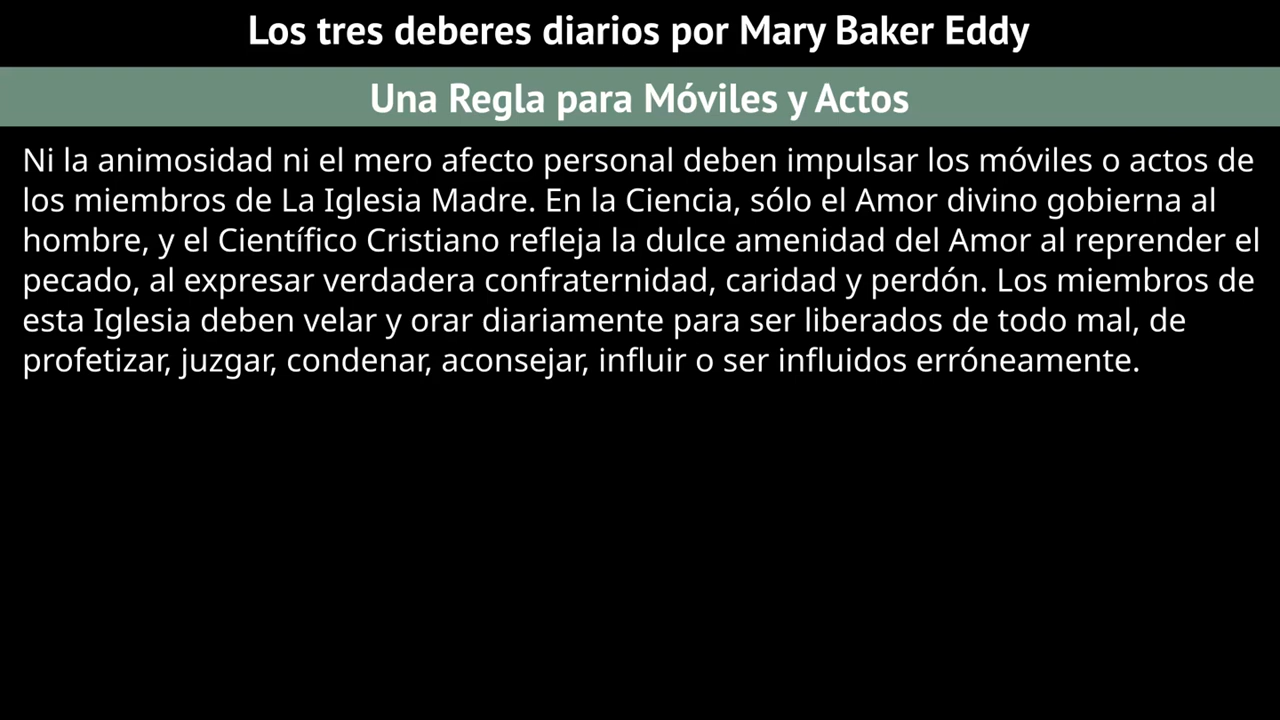 Los tres deberes diarios por Mary Baker Eddy
Una Regla para Móviles y Actos
Ni la animosidad ni el mero afecto personal deben impulsar los móviles o actos de
los miembros de La Iglesia Madre. En la Ciencia, sólo el Amor divino gobierna al
hombre, y el Científico Cristiano refleja la dulce amenidad del Amor al reprender el
pecado, al expresar verdadera confraternidad, caridad y perdón. Los miembros de
esta Iglesia deben velar y orar diariamente para ser liberados de todo mal, de
profetizar, juzgar, condenar, aconsejar, influir o ser influidos erróneamente.